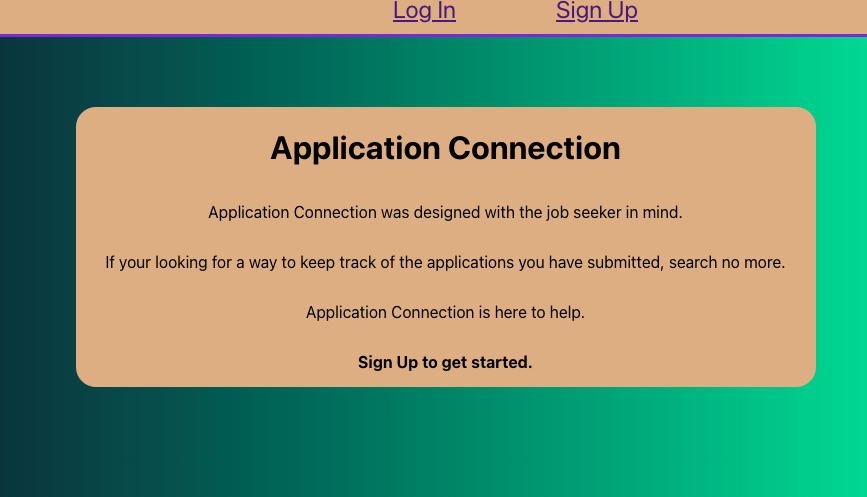 Log In Sign Up
Application Connection
Application Connection was designed with the job seeker in mind.
If your looking for a way to keep track of the applications you have submitted, search no more.
Application Connection is here to help.
Sign Up to get started.